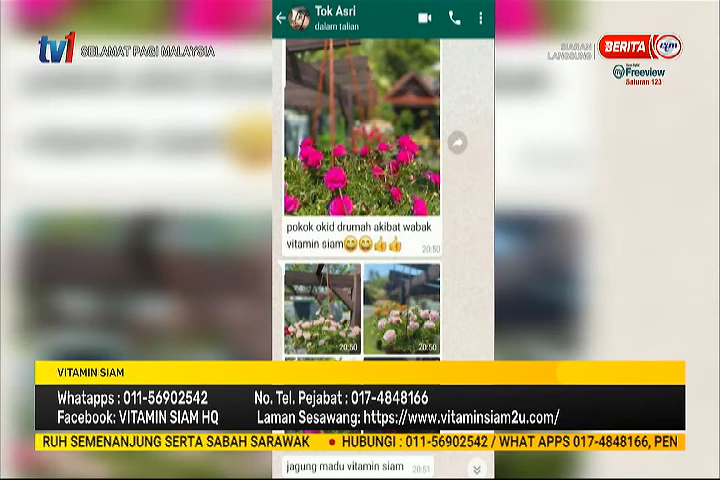 Tok Asri
dalam talian
tv1 SELAMAT PAGI MALAYSIA
SIARAN
LANGSUNG
BERITA rtm
Freeview
Saluran 123
pokok okid drumah akibat wabak
vitamin siam😄😄👍👍
20:50
20:50
20:50
VITAMIN SIAM
Whatapps : 011-56902542
No. Tel. Pejabat : 017-4848166
Facebook: VITAMIN SIAM HQ
Laman Sesawang: https://www.vitaminsiam2u.com/
RUH SEMENANJUNG SERTA SABAH SARAWAK • HUBUNGI : 011-56902542 / WHAT APPS 017-4848166, PEN
jagung madu vitamin siam 20:51